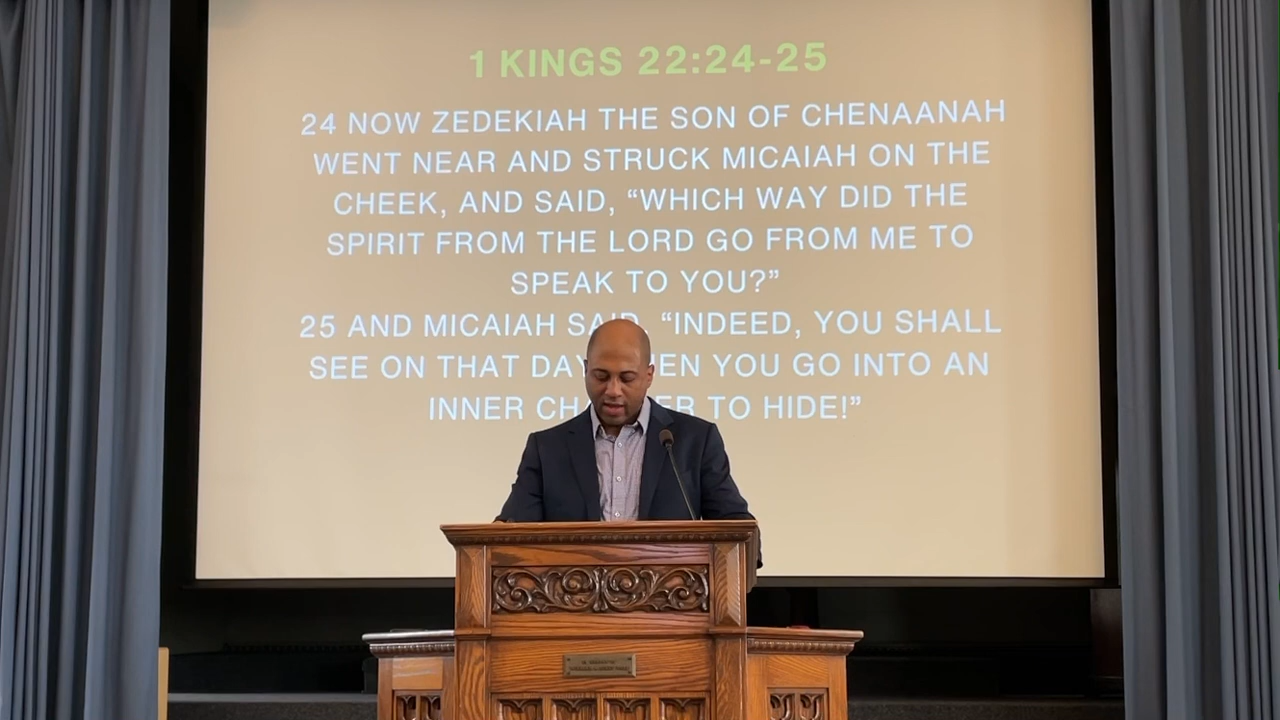 1 KINGS 22:24-25
24 NOW ZEDEKIAH THE SON OF CHENAANAH
WENT NEAR AND STRUCK MICAIAH ON THE
CHEEK, AND SAID, “WHICH WAY DID THE
SPIRIT FROM THE LORD GO FROM ME TO
SPEAK TO YOU?”
25 AND MICAIAH SAID, “INDEED, YOU SHALL
SEE ON THAT DAY YOU GO INTO AN
INNER TO HIDE!”